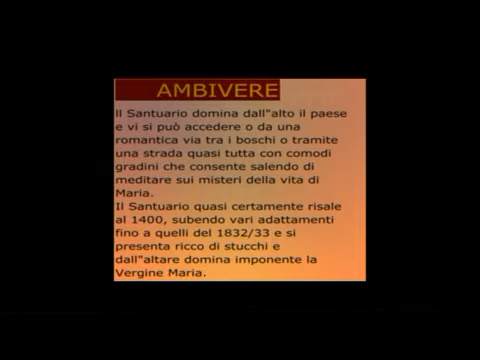 AMBIVERE
Il Santuario domina dall"alto il paese
e vi si può accedere o da una
romantica via tra i boschi o tramite
una strada quasi tutta con comodi
gradini che consente salendo di
meditare sui misteri della vita di
Maria.
Il Santuario quasi certamente risale
al 1400, subendo vari adattamenti
fino a quelli del 1832/33 e si
presenta ricco di stucchi e
dall"altare domina imponente la
Vergine Maria.